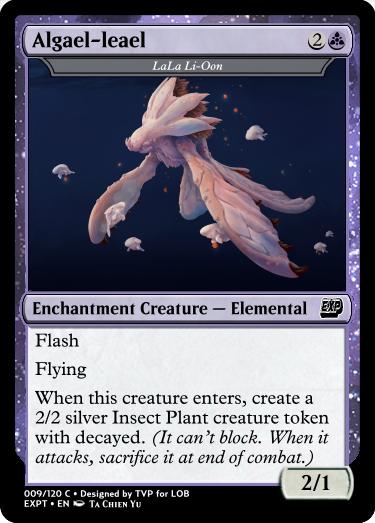 Algael-leael 2
LaLa Li-Oon
Enchantment Creature — Elemental EXP
Flash
Flying
When this creature enters, create a
2/2 silver Insect Plant creature token
with decayed. (It can't block. When it
attacks, sacrifice it at end of combat.)
2/1
009/120 C • Designed by TVP for LOB
EXPT • EN Ta Chien Yu